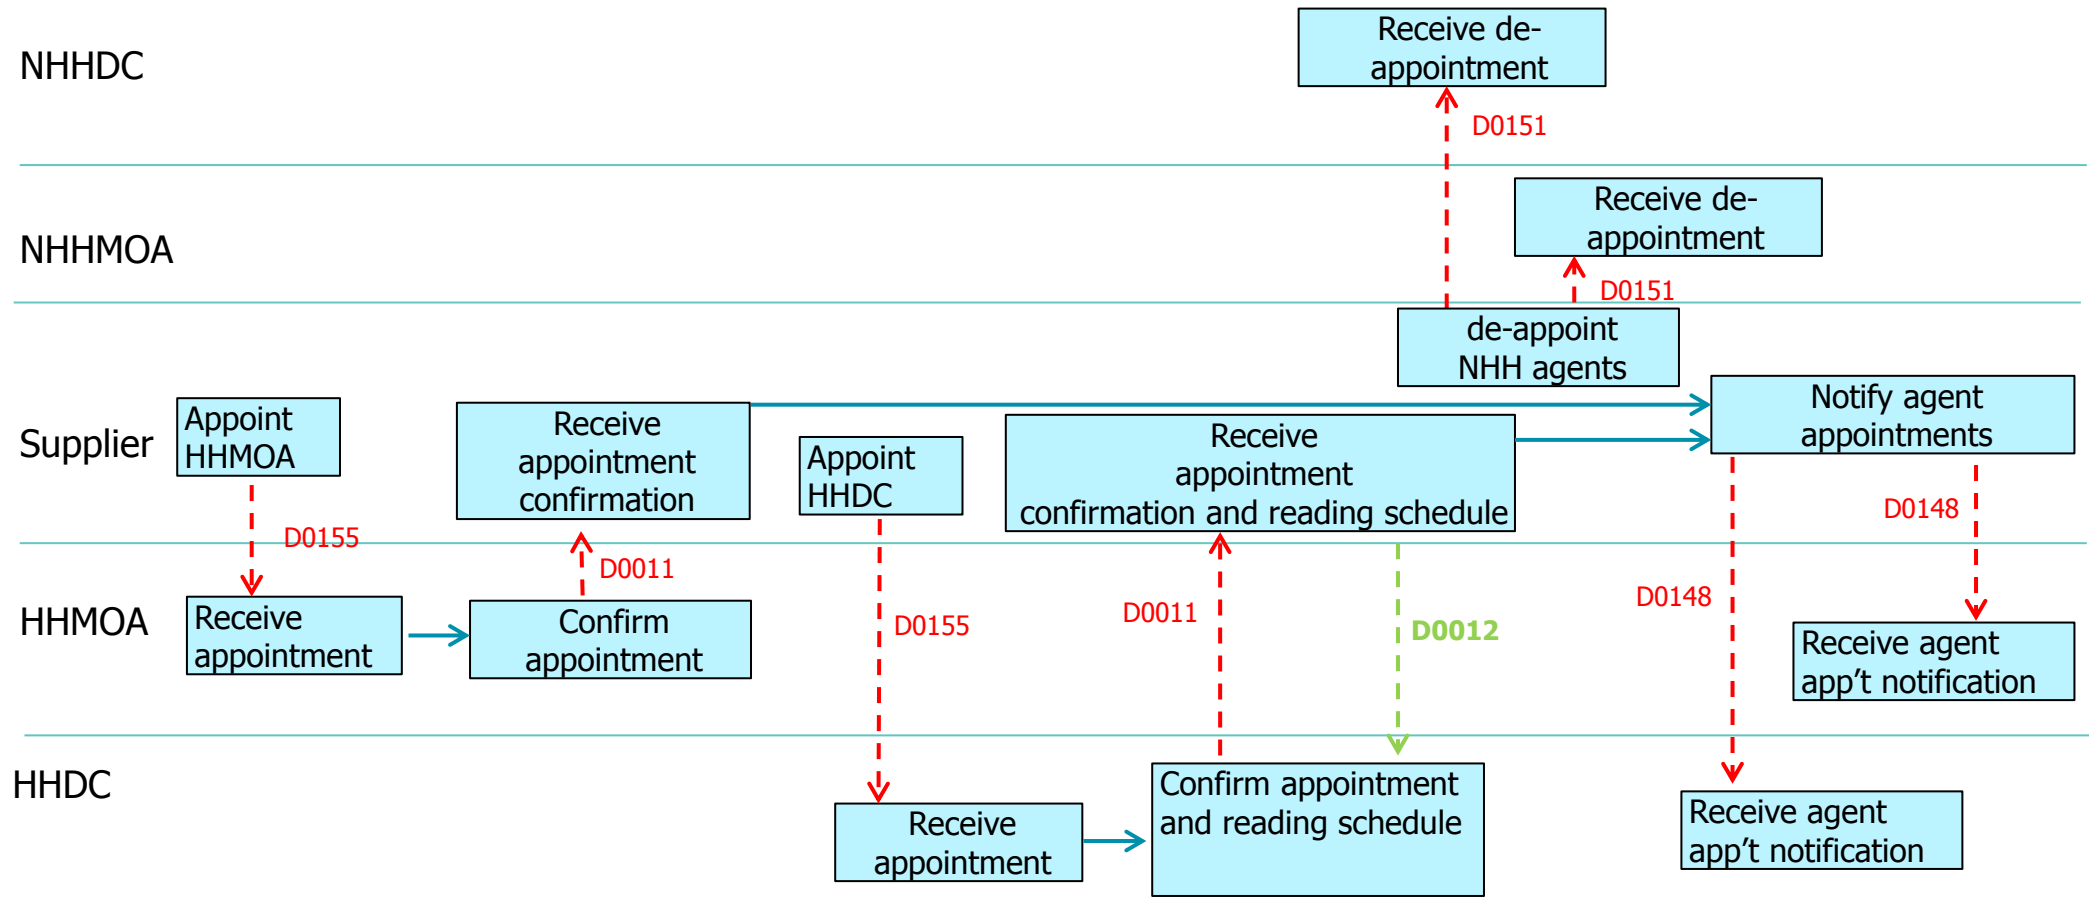 NHHDC
Receive de-
appointment
D0151
NHHMOA
Receive de-
appointment
D0151
de-appoint
NHH agents
Supplier
Appoint
HHMOA
Receive
appointment
confirmation
Appoint
HHDC
Receive
appointment
confirmation and reading schedule
Notify agent
appointments
D0155
D0011
D0148
D0148
HHMOA
Receive
appointment
Confirm
appointment
D0155
D0011
D0012
Receive agent
app’t notification
HHDC
Receive
appointment
Confirm appointment
and reading schedule
Receive agent
app’t notification